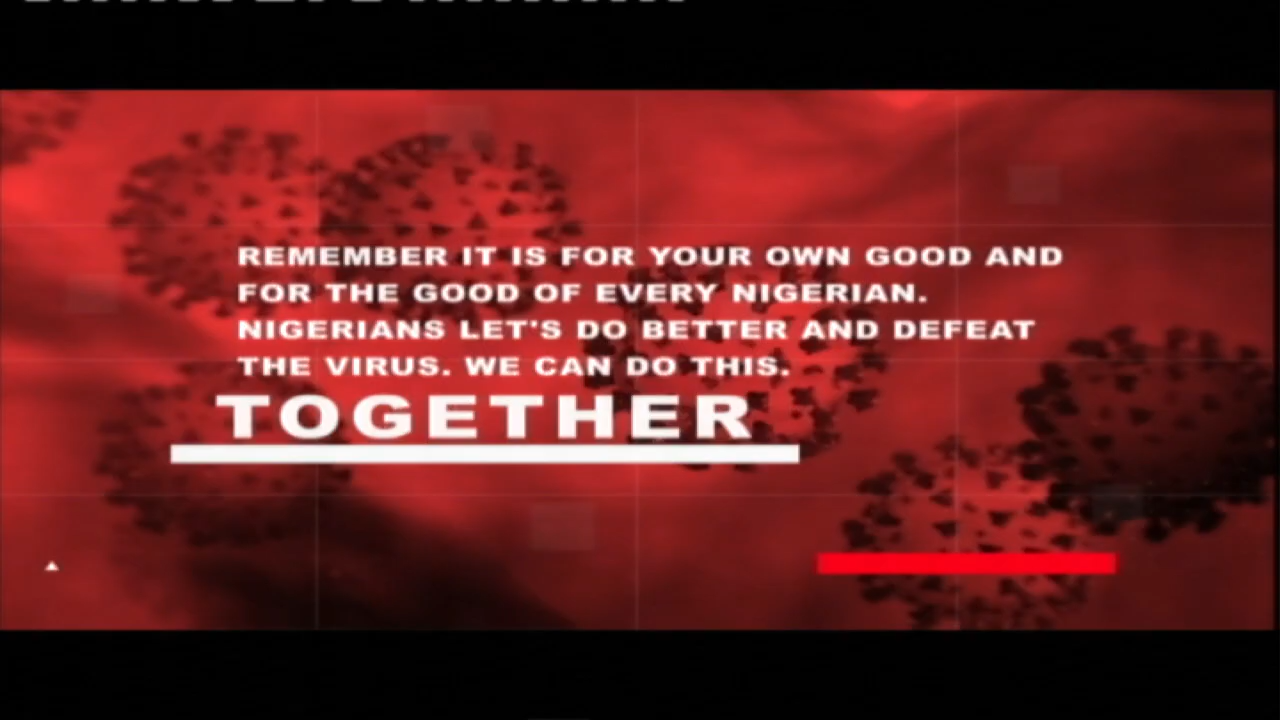 REMEMBER IT IS FOR YOUR OWN GOOD AND
FOR THE GOOD OF EVERY NIGERIAN.
NIGERIANS LET'S DO BETTER AND DEFEAT
THE VIRUS. WE CAN DO THIS.
TOGETHER